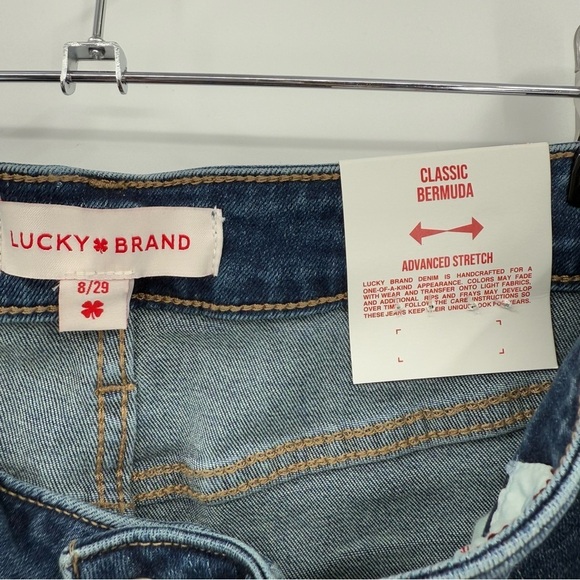 LUCKY BRAND
8/29
CLASSIC
BERMUDA
ADVANCED STRETCH
LUCKY BRAND DENIM IS HANDCRAFTED FOR A
ONE-OF-A-KIND APPEARANCE. COLORS MAY FADE
WITH WEAR AND TRANSFER ONTO LIGHT FABRICS,
AND ADDITIONAL RIPS AND FRAYS MAY DEVELOP
OVER TIME. FOLLOW THE CARE INSTRUCTIONS SO
THESE JEANS KEEP THEIR UNIQUE LOOK FOR YEARS.